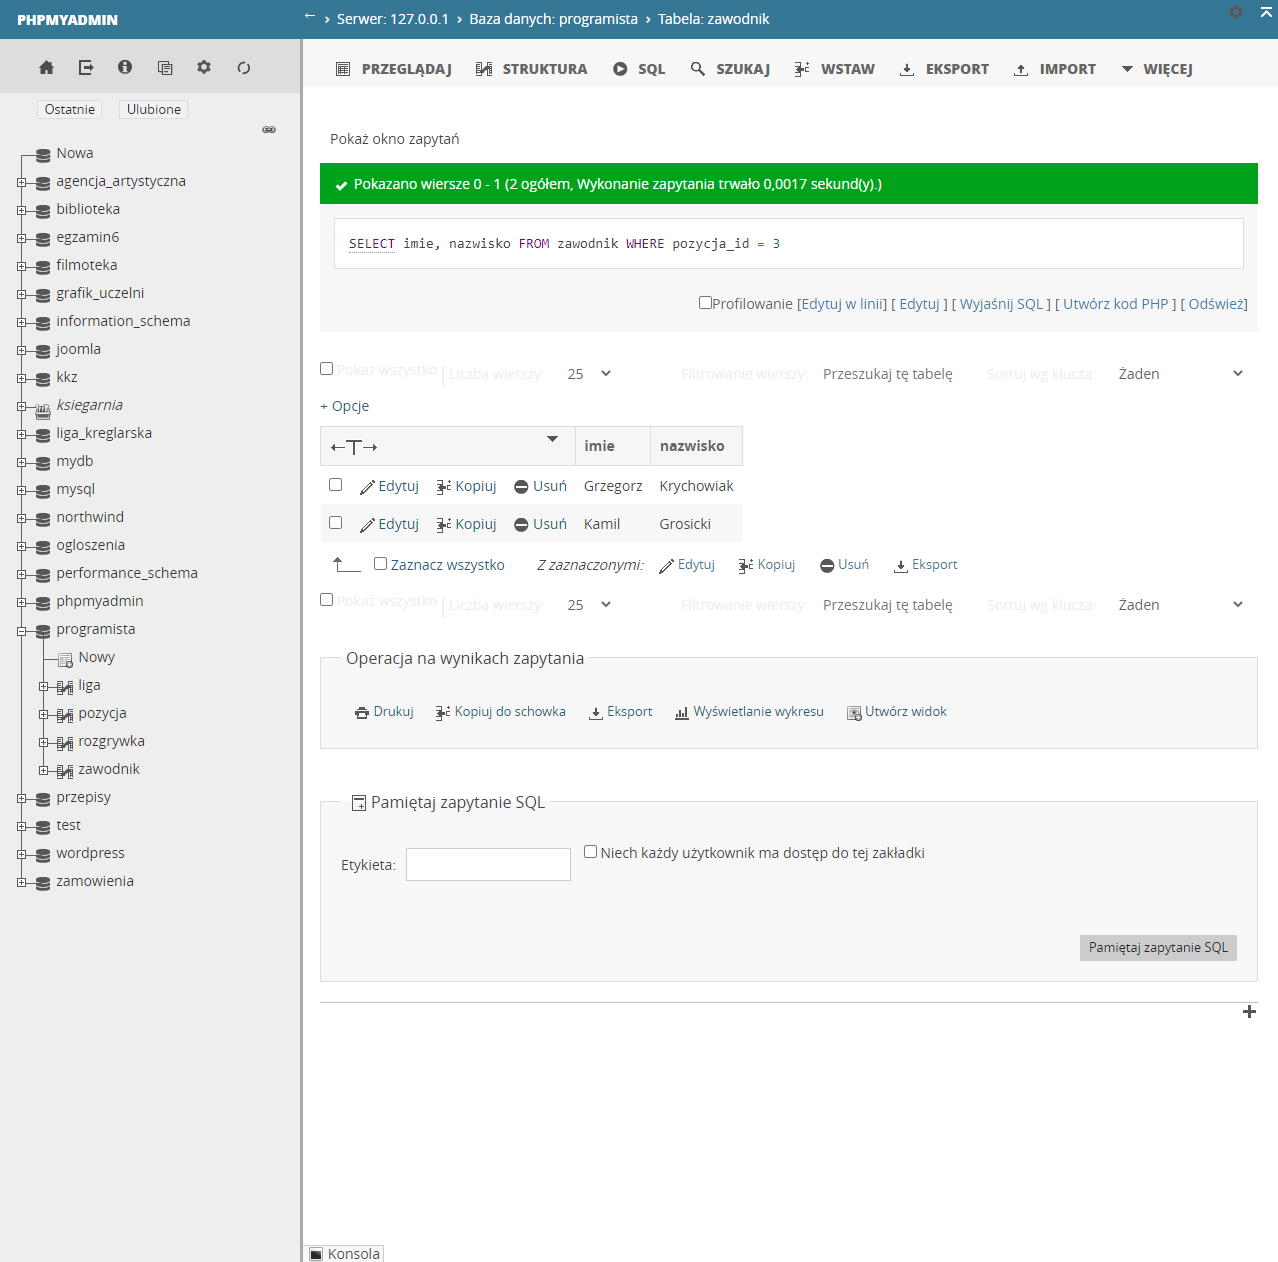 PHPMYADMIN
← › Serwer: 127.0.0.1 › Baza danych: programista › Tabela: zawodnik
PRZEGLĄDAJ STRUKTURA SQL SZUKAJ WSTAW EKSPORT IMPORT WIĘCEJ
Ostatnie Ulubione
Nowa
agencja_artystyczna
biblioteka
egzamin6
filmoteka
grafik_uczelni
information_schema
joomla
kkz
ksiegarnia
liga_kreglarska
mydb
mysql
northwind
ogloszenia
performance_schema
phpmyadmin
programista
Nowy
liga
pozycja
rozgrywka
zawodnik
przepisy
test
wordpress
zamowienia
Pokaż okno zapytań
Pokazano wiersze 0 - 1 (2 ogółem, Wykonanie zapytania trwało 0,0017 sekund(y).)
SELECT imie, nazwisko FROM zawodnik WHERE pozycja_id = 3
Profilowanie [Edytuj w linii] [ Edytuj ] [ Wyjaśnij SQL ] [ Utwórz kod PHP ] [ Odśwież]
Pokaż wszystko | Liczba wierszy: 25 Filtrowanie wierszy: Przeszukaj tę tabelę Sortuj wg klucza: Żaden
+ Opcje
←T→ imie nazwisko
Edytuj Kopiuj Usuń Grzegorz Krychowiak
Edytuj Kopiuj Usuń Kamil Grosicki
Zaznacz wszystko Z zaznaczonymi: Edytuj Kopiuj Usuń Eksport
Pokaż wszystko | Liczba wierszy: 25 Filtrowanie wierszy: Przeszukaj tę tabelę Sortuj wg klucza: Żaden
Operacja na wynikach zapytania
Drukuj Kopiuj do schowka Eksport Wyświetlanie wykresu Utwórz widok
Pamiętaj zapytanie SQL
Etykieta: Niech każdy użytkownik ma dostęp do tej zakładki
Pamiętaj zapytanie SQL
Konsola